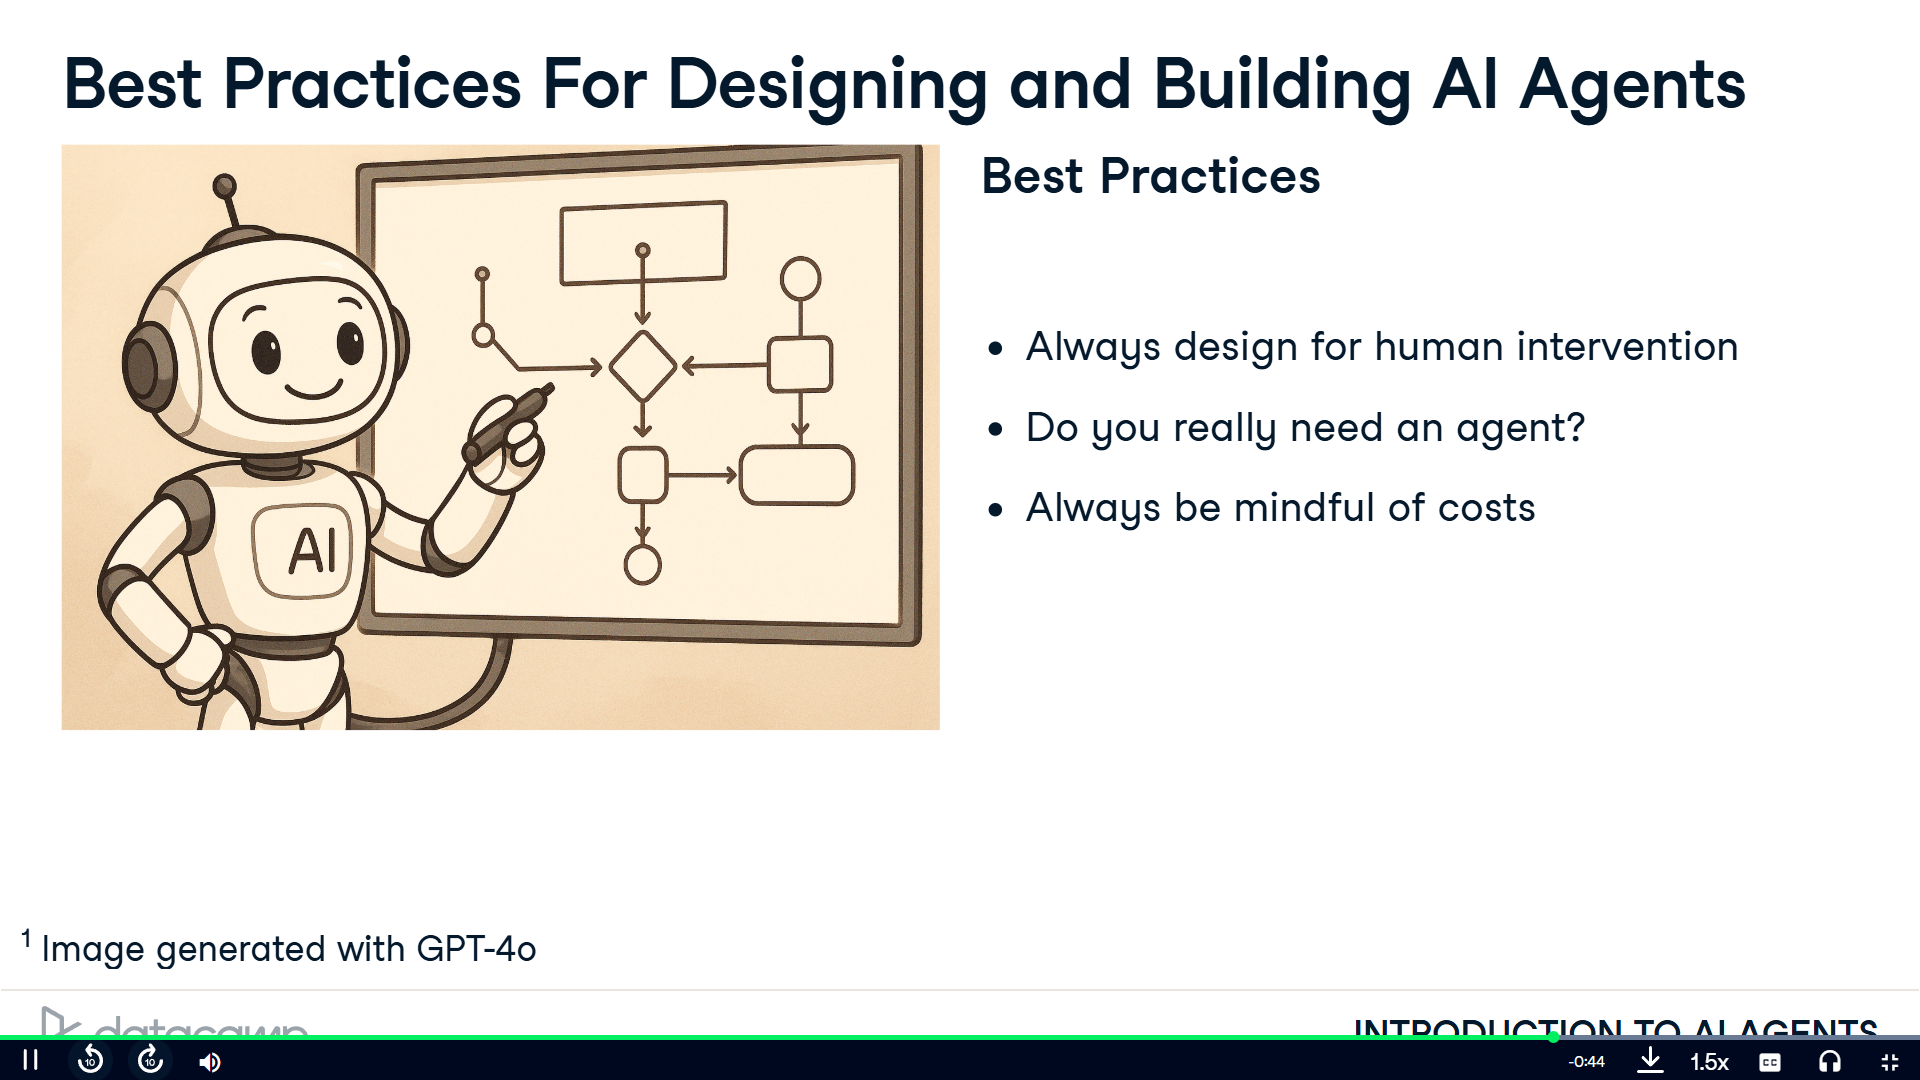 Best Practices For Designing and Building AI Agents
Best Practices
AI
• Always design for human intervention
• Do you really need an agent?
• Always be mindful of costs
1 Image generated with GPT-4o
datacamp
INTRODUCTION TO AI AGENTS
10
10
-0:44
1.5x
CC